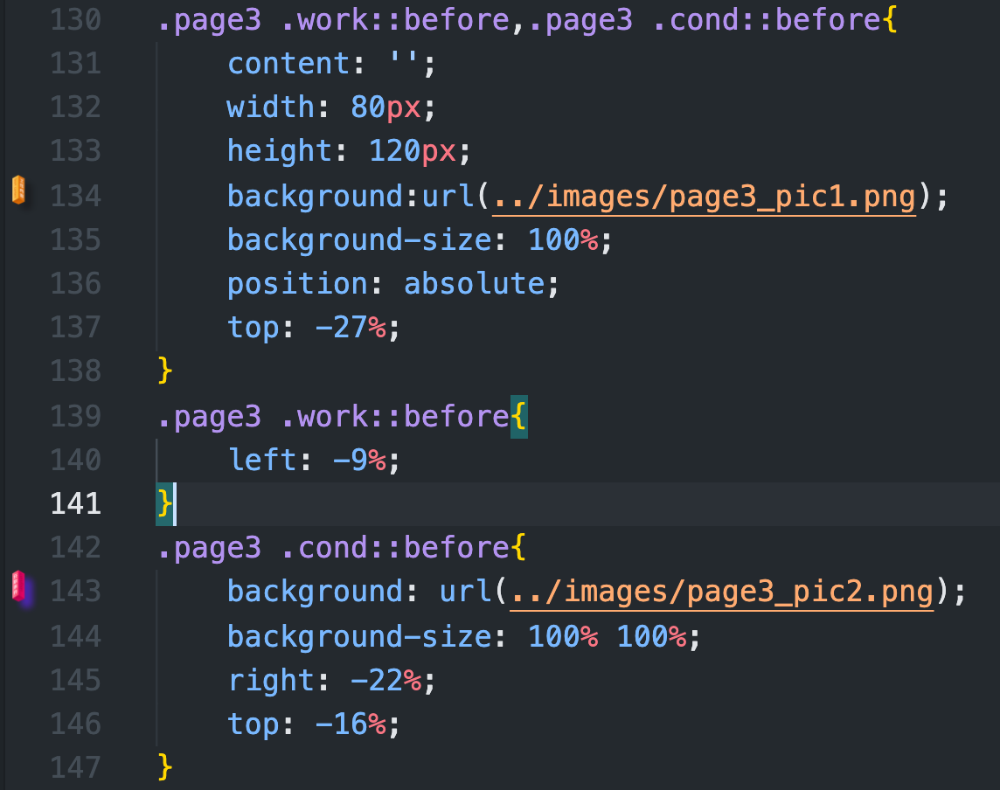 130 .page3 .work::before,.page3 .cond::before{
131 content: '';
132 width: 80px;
133 height: 120px;
134 background:url(../images/page3_pic1.png);
135 background-size: 100%;
136 position: absolute;
137 top: -27%;
138 }
139 .page3 .work::before{
140 left: -9%;
141 }
142 .page3 .cond::before{
143 background: url(../images/page3_pic2.png);
144 background-size: 100% 100%;
145 right: -22%;
146 top: -16%;
147 }